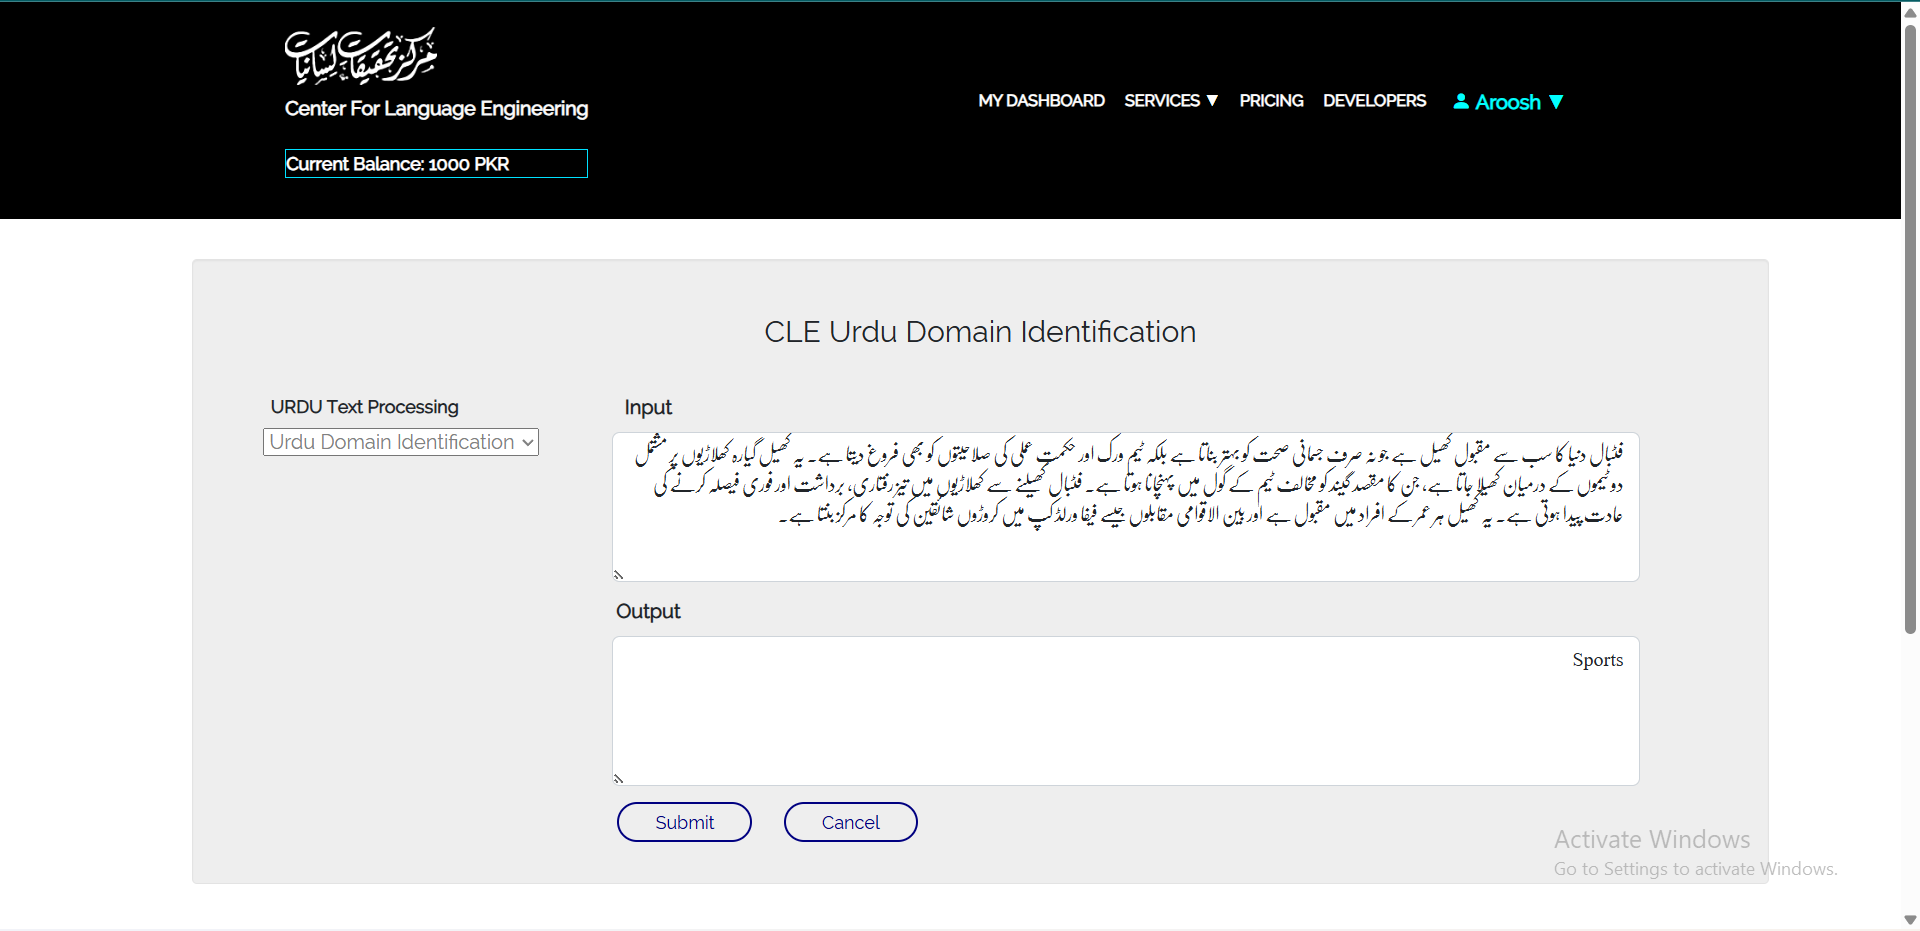 مرکز تحقیقات لسانیات
Center For Language Engineering
Current Balance: 1000 PKR
MY DASHBOARD SERVICES ▼ PRICING DEVELOPERS Aroosh ▼
CLE Urdu Domain Identification
URDU Text Processing
Urdu Domain Identification
Input
فٹبال دنیا کا سب سے مقبول کھیل ہے جو نہ صرف جسمانی صحت کو بہتر بناتا ہے بلکہ ٹیم ورک اور حکمت عملی کی صلاحیتوں کو بھی فروغ دیتا ہے۔ یہ کھیل گیارہ کھلاڑیوں پر مشتمل
دو ٹیموں کے درمیان کھیلا جاتا ہے، جن کا مقصد گیند کو مخالف ٹیم کے گول میں پہنچانا ہوتا ہے۔ فٹبال کھیلنے سے کھلاڑیوں میں تیز رفتاری، برداشت اور فوری فیصلہ کرنے کی
عادت پیدا ہوتی ہے۔ یہ کھیل ہر عمر کے افراد میں مقبول ہے اور بین الاقوامی مقابلوں جیسے فیفا ورلڈ کپ میں کروڑوں شائقین کی توجہ کا مرکز بنتا ہے۔
Output
Sports
Submit Cancel
Activate Windows
Go to Settings to activate Windows.